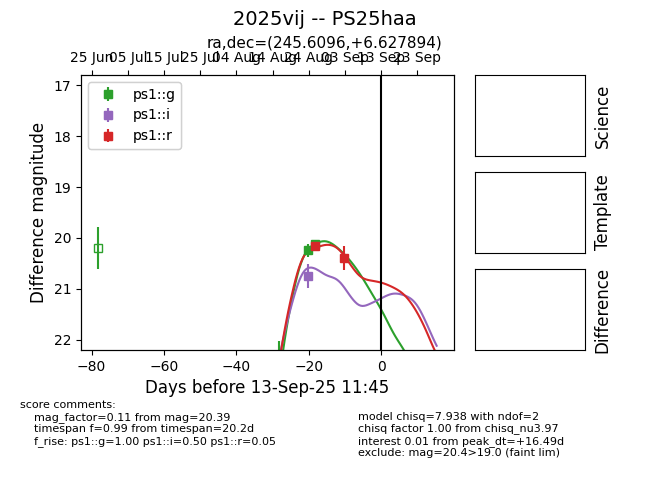 2025vij -- PS25haa
ra,dec=(245.6096,+6.627894)
25 Jun 05 Jul 15 Jul 25 Jul 04 Aug 14 Aug 24 Aug 03 Sep 13 Sep 23 Sep
ps1::g
ps1::i
ps1::r
17
18
19
20
21
22
Difference magnitude
−80 −60 −40 −20 0
Days before 13-Sep-25 11:45
Science
Template
Difference
score comments:
mag_factor=0.11 from mag=20.39
timespan f=0.99 from timespan=20.2d
f_rise: ps1::g=1.00 ps1::i=0.50 ps1::r=0.05
model chisq=7.938 with ndof=2
chisq factor 1.00 from chisq_nu3.97
interest 0.01 from peak_dt=+16.49d
exclude: mag=20.4>19.0 (faint lim)